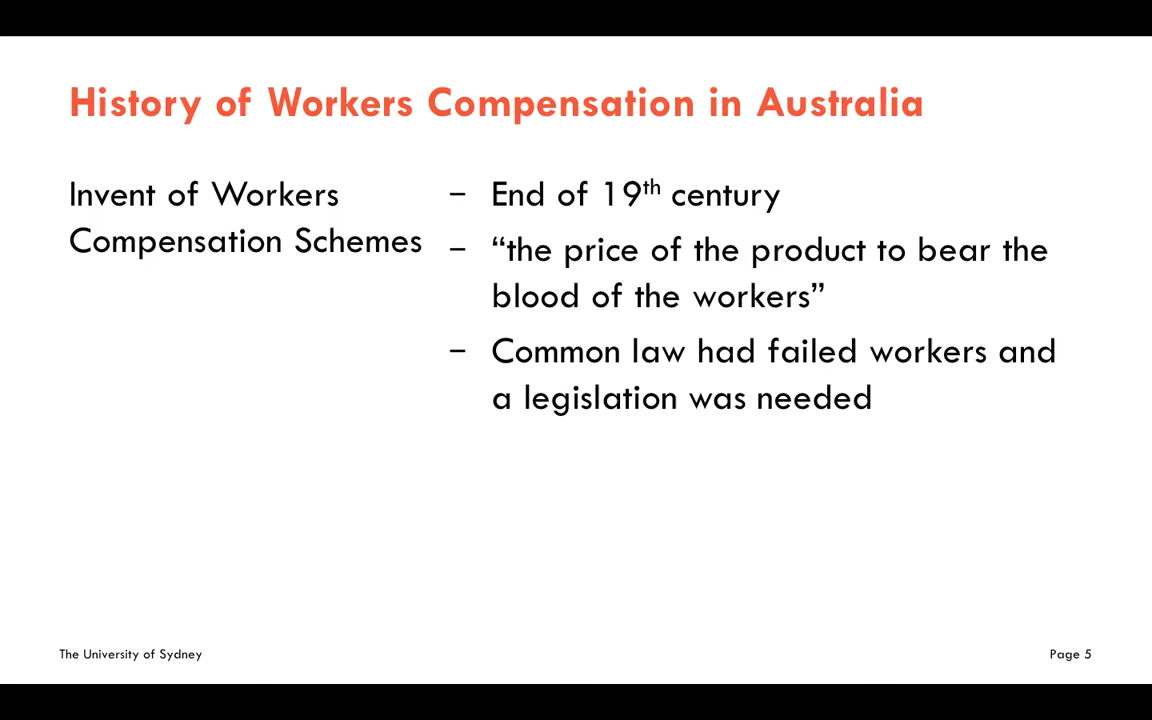 History of Workers Compensation in Australia
Invent of Workers
Compensation Schemes
– End of 19th century
– “the price of the product to bear the
blood of the workers”
– Common law had failed workers and
a legislation was needed
The University of Sydney
Page 5